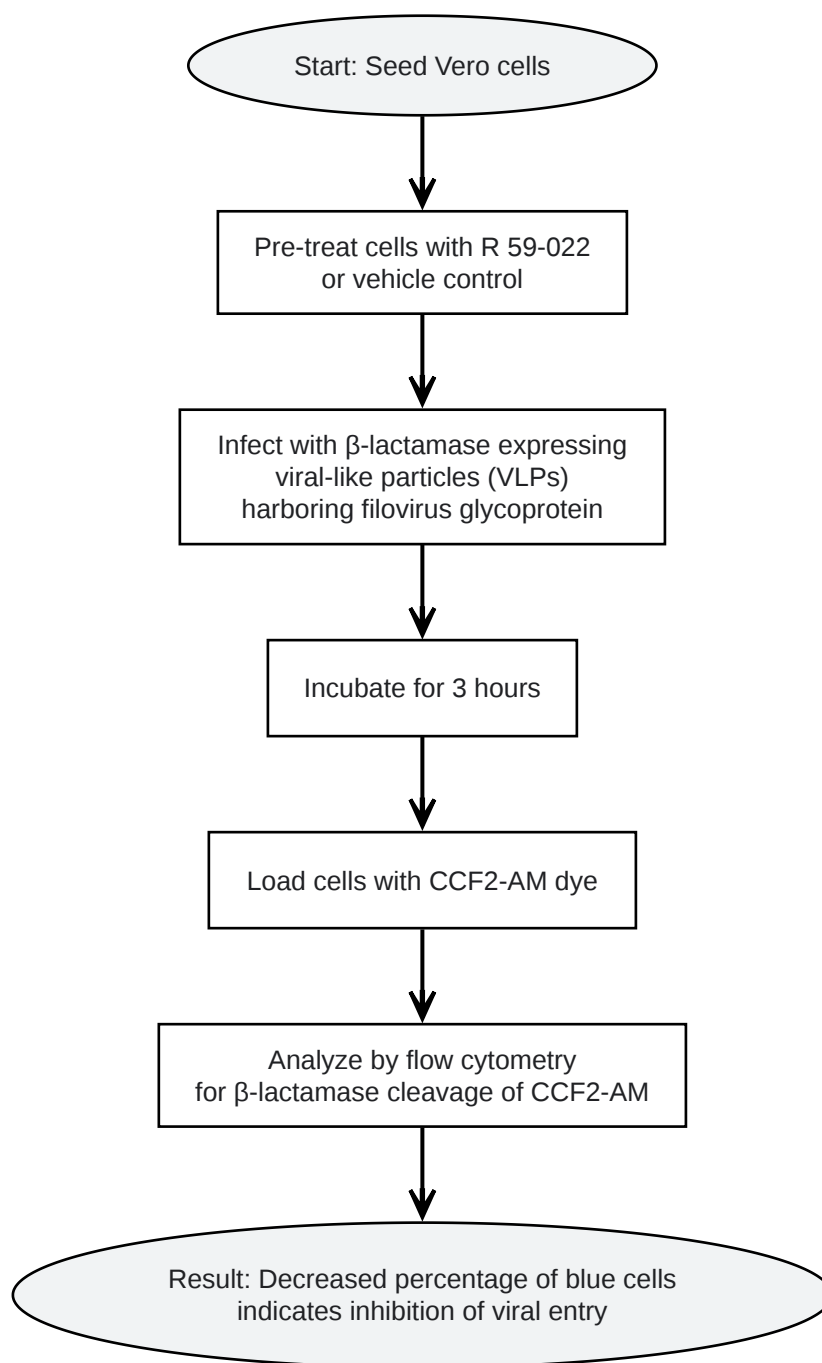 Start: Seed Vero cells
Pre-treat cells with R 59-022
or vehicle control
Infect with β-lactamase expressing
viral-like particles (VLPs)
harboring filovirus glycoprotein
Incubate for 3 hours
Load cells with CCF2-AM dye
Analyze by flow cytometry
for β-lactamase cleavage of CCF2-AM
Result: Decreased percentage of blue cells
indicates inhibition of viral entry